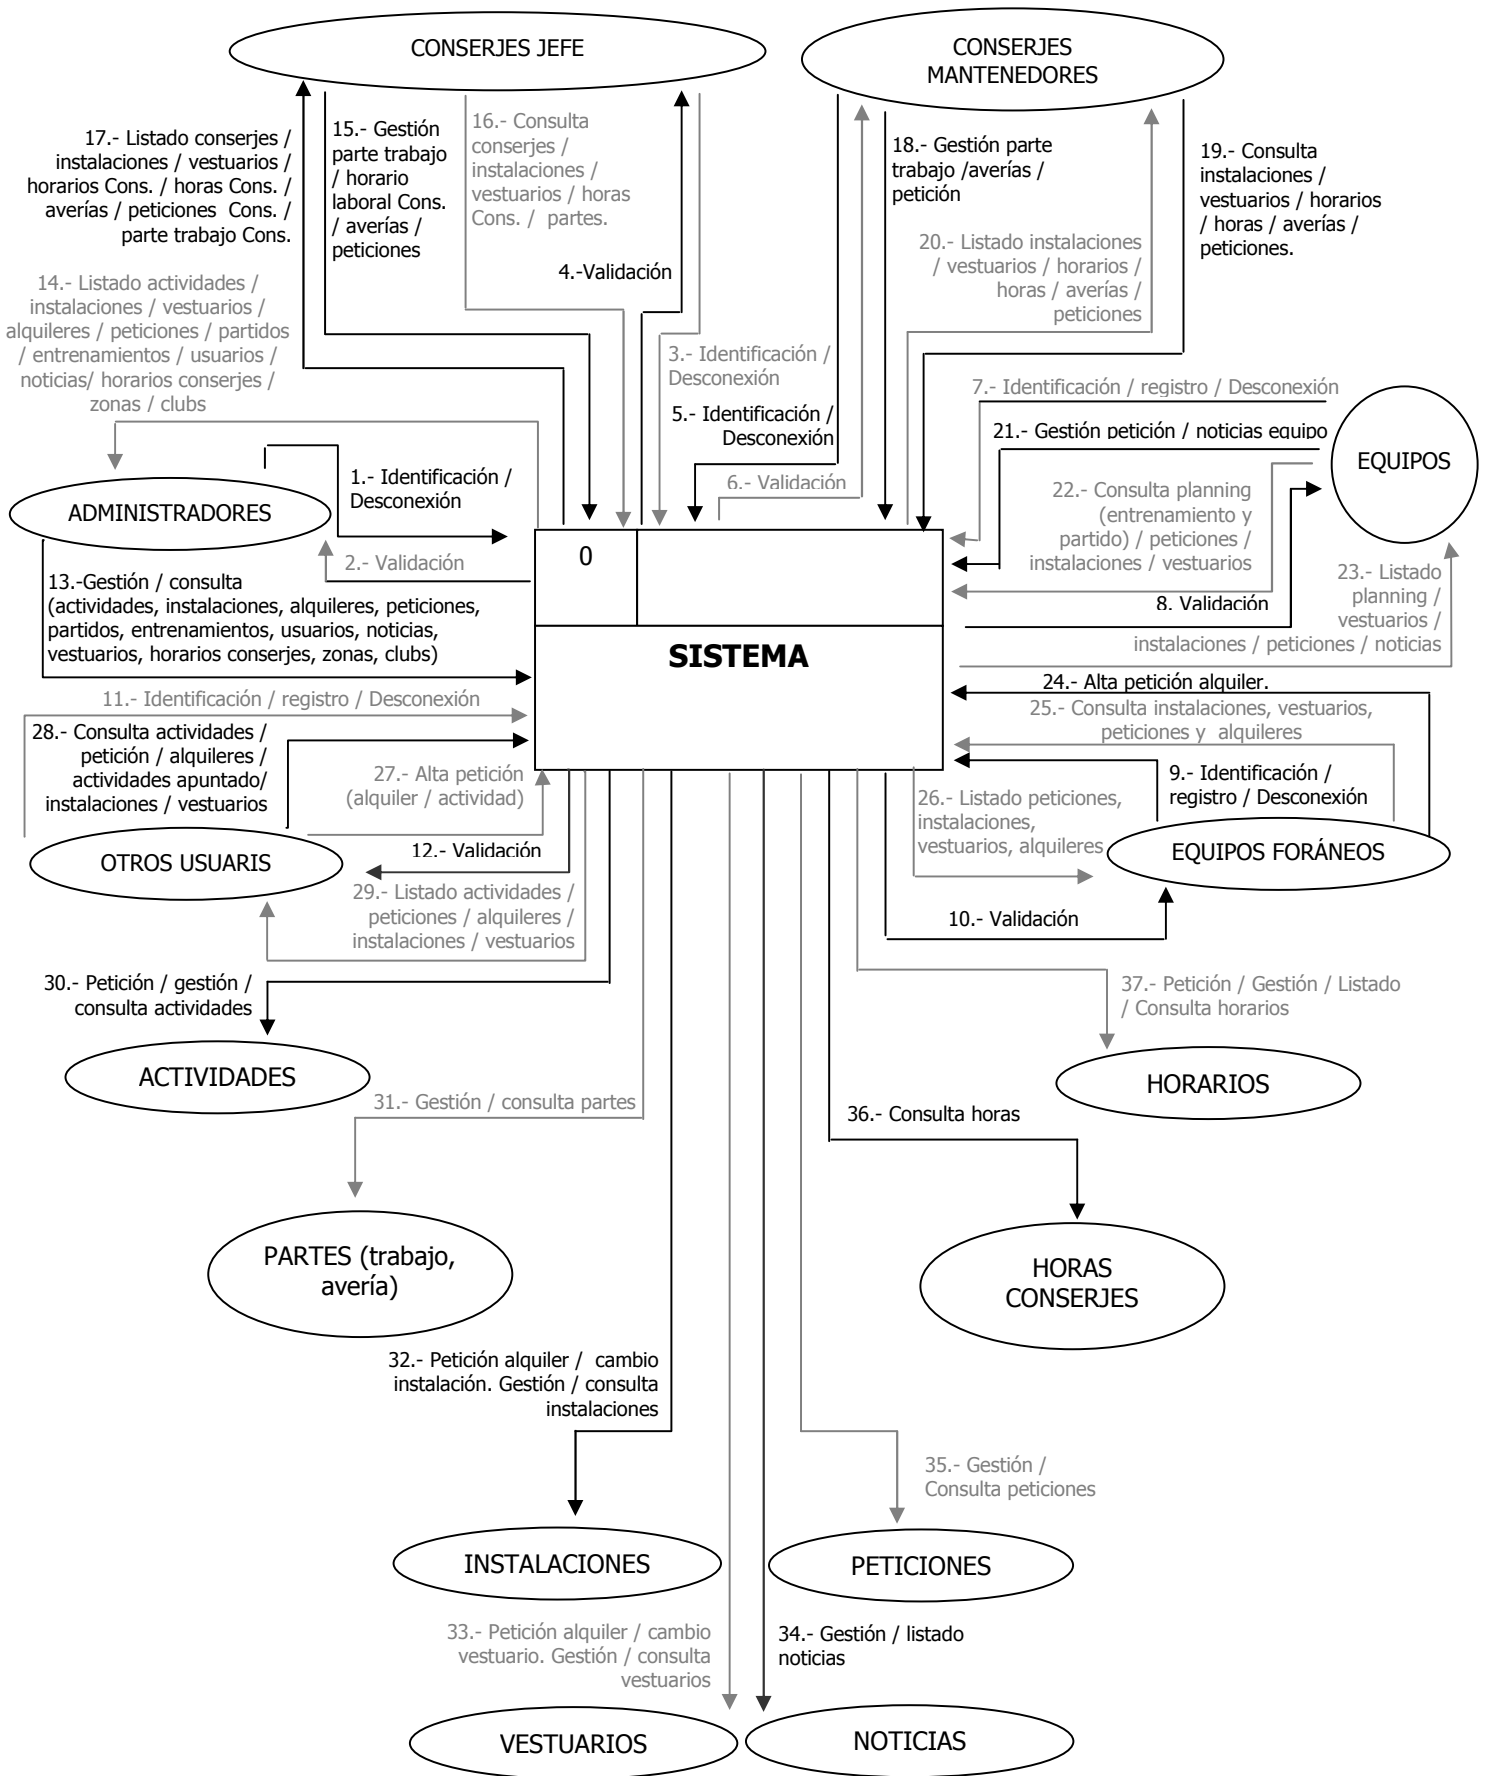 CONSERJES JEFE
CONSERJES
MANTENEDORES
17.- Listado conserjes /
instalaciones / vestuarios /
horarios Cons. / horas Cons. /
averías / peticiones  Cons. /
parte trabajo Cons.
15.- Gestión
parte trabajo
/ horario
laboral Cons.
/ averías /
peticiones
16.- Consulta
conserjes /
instalaciones /
vestuarios / horas
Cons. /  partes.
4.-Validación
18.- Gestión parte
trabajo /averías /
petición
19.- Consulta
instalaciones /
vestuarios / horarios
/ horas / averías /
peticiones.
20.- Listado instalaciones
/ vestuarios / horarios /
horas / averías /
peticiones
14.- Listado actividades /
instalaciones / vestuarios /
alquileres / peticiones / partidos
/ entrenamientos / usuarios /
noticias/ horarios conserjes /
zonas / clubs
3.- Identificación /
Desconexión
5.- Identificación /
Desconexión
6.- Validación
7.- Identificación / registro / Desconexión
21.- Gestión petición / noticias equipo
EQUIPOS
1.- Identificación /
Desconexión
ADMINISTRADORES
22.- Consulta planning
(entrenamiento y
partido) / peticiones /
instalaciones / vestuarios
2.- Validación
0
13.-Gestión / consulta
(actividades, instalaciones, alquileres, peticiones,
partidos, entrenamientos, usuarios, noticias,
vestuarios, horarios conserjes, zonas, clubs)
23.- Listado
planning /
vestuarios /
instalaciones / peticiones / noticias
8. Validación
SISTEMA
11.- Identificación / registro / Desconexión
24.- Alta petición alquiler.
25.- Consulta instalaciones, vestuarios,
peticiones y  alquileres
28.- Consulta actividades /
petición / alquileres /
actividades apuntado/
instalaciones / vestuarios
27.- Alta petición
(alquiler / actividad)
9.- Identificación /
registro / Desconexión
26.- Listado peticiones,
instalaciones,
vestuarios, alquileres
OTROS USUARIS
12.- Validación
EQUIPOS FORÁNEOS
29.- Listado actividades /
peticiones / alquileres /
instalaciones / vestuarios
10.- Validación
30.- Petición / gestión /
consulta actividades
37.- Petición / Gestión / Listado
/ Consulta horarios
ACTIVIDADES
HORARIOS
31.- Gestión / consulta partes
36.- Consulta horas
PARTES (trabajo,
avería)
HORAS
CONSERJES
32.- Petición alquiler /  cambio
instalación. Gestión / consulta
instalaciones
35.- Gestión /
Consulta peticiones
INSTALACIONES
PETICIONES
33.- Petición alquiler / cambio
vestuario. Gestión / consulta
vestuarios
34.- Gestión / listado
noticias
VESTUARIOS
NOTICIAS